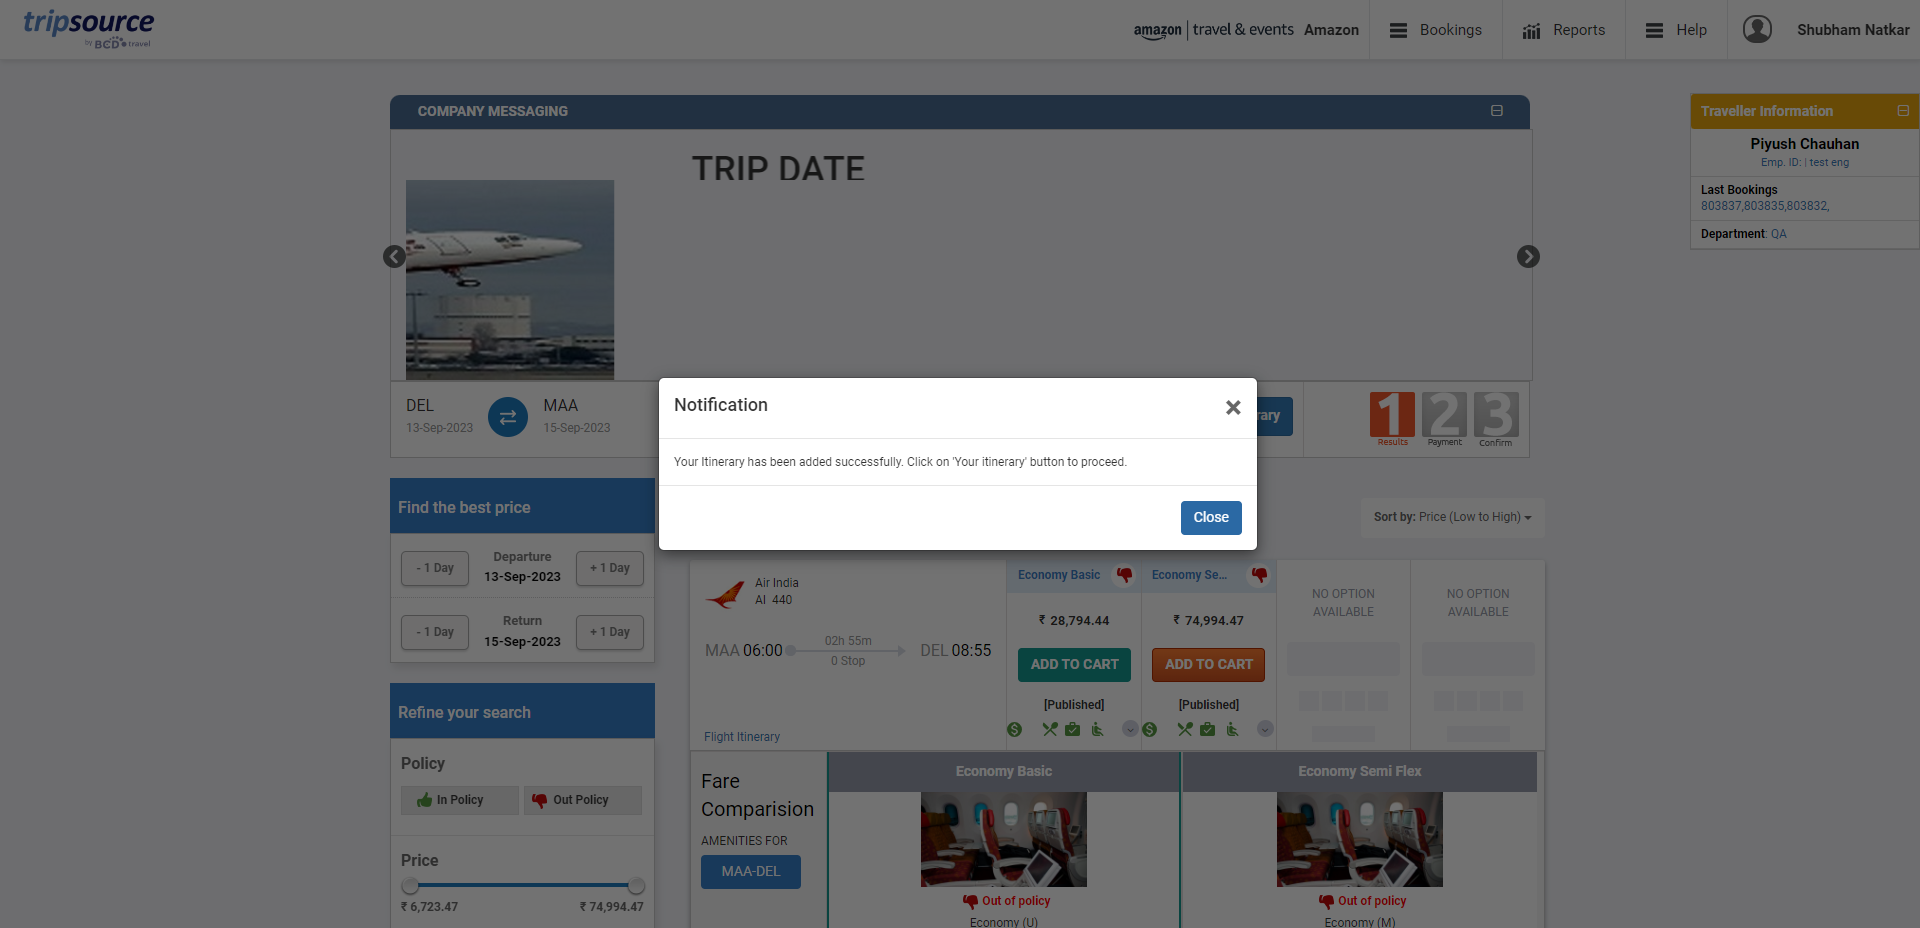 tripsource
by BCD travel
amazon | travel & events Amazon
Bookings
Reports
Help
Shubham Natkar
COMPANY MESSAGING
TRIP DATE
Traveller Information
Piyush Chauhan
Emp. ID: | test eng
Last Bookings
803837,803835,803832,
Department: QA
DEL
13-Sep-2023
MAA
15-Sep-2023
rary
1
Results
2
Payment
3
Confirm
Notification
×
Your Itinerary has been added successfully. Click on 'Your itinerary' button to proceed.
Close
Find the best price
- 1 Day
Departure
13-Sep-2023
+ 1 Day
- 1 Day
Return
15-Sep-2023
+ 1 Day
Refine your search
Policy
In Policy
Out Policy
Price
₹ 6,723.47
₹ 74,994.47
Sort by: Price (Low to High)
Air India
AI 440
MAA 06:00
02h 55m
0 Stop
DEL 08:55
Flight Itinerary
Economy Basic
₹ 28,794.44
ADD TO CART
[Published]
Economy Se...
₹ 74,994.47
ADD TO CART
[Published]
NO OPTION
AVAILABLE
NO OPTION
AVAILABLE
Fare
Comparision
AMENITIES FOR
MAA-DEL
Economy Basic
Out of policy
Economy (U)
Economy Semi Flex
Out of policy
Economy (M)